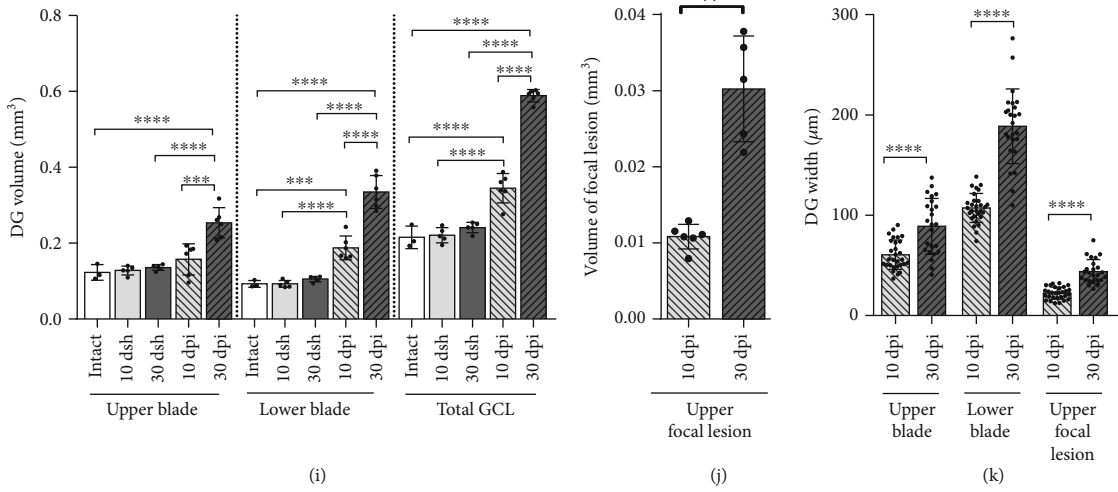 DG volume (mm3)
0.8
0.6
0.4
0.2
0.0
****
****
***
****
****
****
***
****
****
****
****
****
****
Intact
10 dsh
30 dsh
10 dpi
30 dpi
Intact
10 dsh
30 dsh
10 dpi
30 dpi
Intact
10 dsh
30 dsh
10 dpi
30 dpi
Upper blade
Lower blade
Total GCL
(i)
Volume of focal lesion (mm3)
0.04
0.03
0.02
0.01
0.00
10 dpi
30 dpi
Upper
focal lesion
(j)
DG width (μm)
300
200
100
0
****
****
****
10 dpi
30 dpi
10 dpi
30 dpi
10 dpi
30 dpi
Upper
blade
Lower
blade
Upper
focal
lesion
(k)